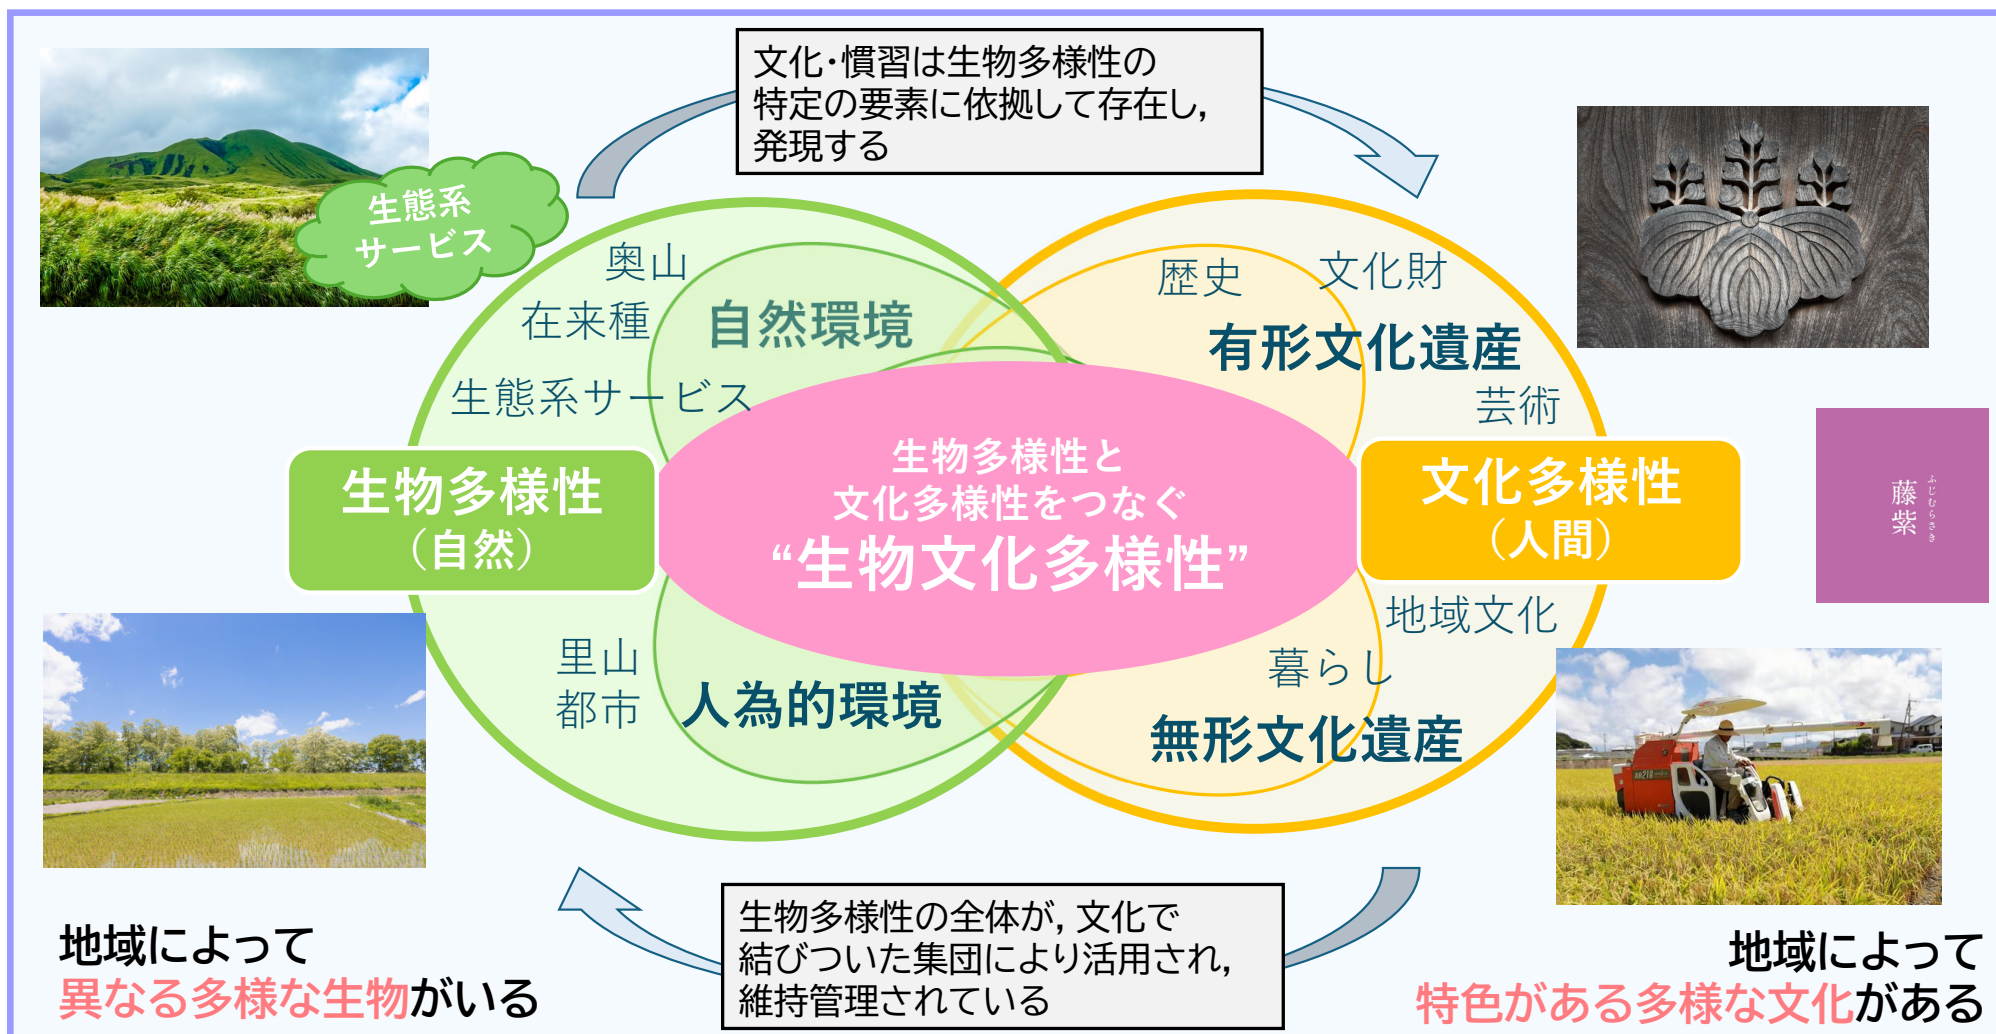 文化・慣習は生物多様性の
特定の要素に依拠して存在し,
発現する
生態系
サービス
奥山
在来種
自然環境
生態系サービス
歴史
文化財
有形文化遺産
芸術
生物多様性
（自然）
生物多様性と
文化多様性をつなぐ
“生物文化多様性”
文化多様性
（人間）
藤紫
ふじむらさき
里山
都市
人為的環境
地域文化
暮らし
無形文化遺産
AR218
生物多様性の全体が, 文化で
結びついた集団により活用され,
維持管理されている
地域によって
異なる多様な生物がいる
地域によって
特色がある多様な文化がある